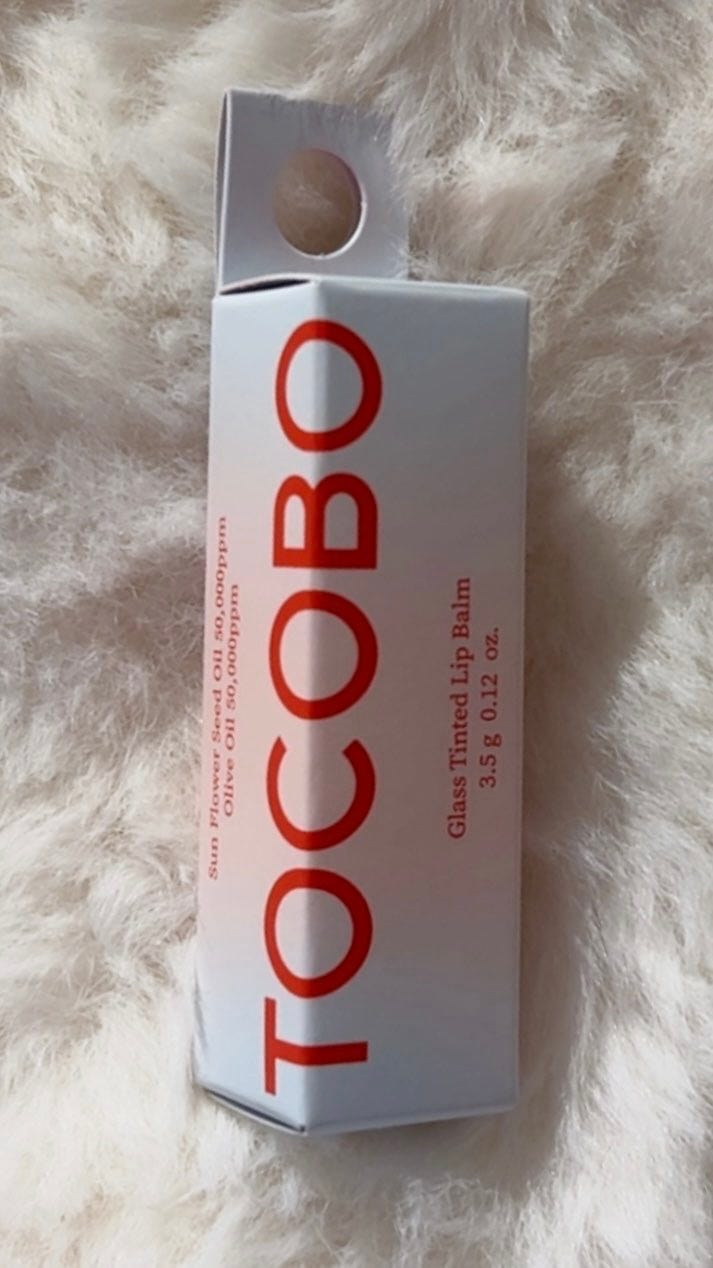 Sun Flower Seed Oil 50,000ppm
Olive Oil 50,000ppm
TOCOBO
Glass Tinted Lip Balm
3.5 g 0.12 oz.